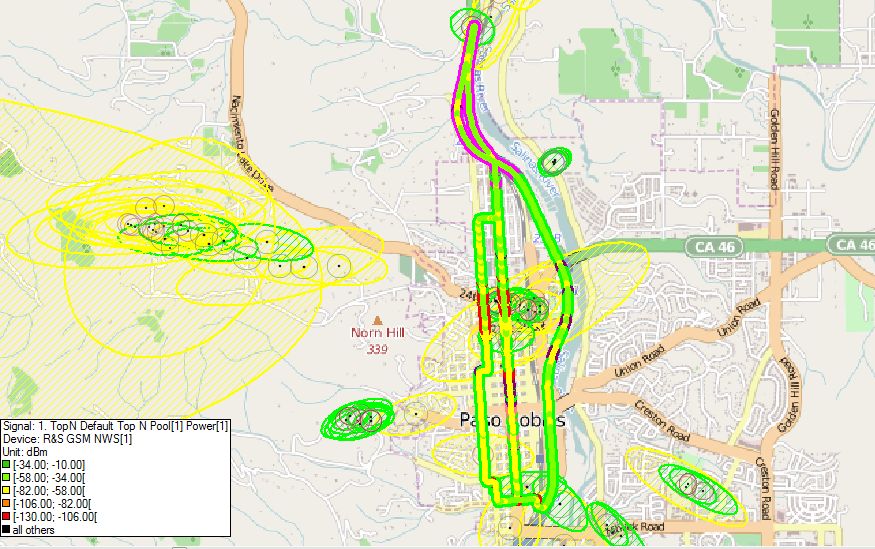 Nacimiento Lake Drive
Salinas River
Golden Hill Road
CA 46
CA 46
24th
Norn Hill
339
Union Road
Union Road
Golden Hill Road
Creston Road
Creston Road
Paso Robles
Road
Signal: 1. TopN Default Top N Pool[1] Power[1]
Device: R&S GSM NWS[1]
Unit: dBm
[-34.00; -10.00]
[-58.00; -34.00[
[-82.00; -58.00[
[-106.00; -82.00[
[-130.00; -106.00[
all others